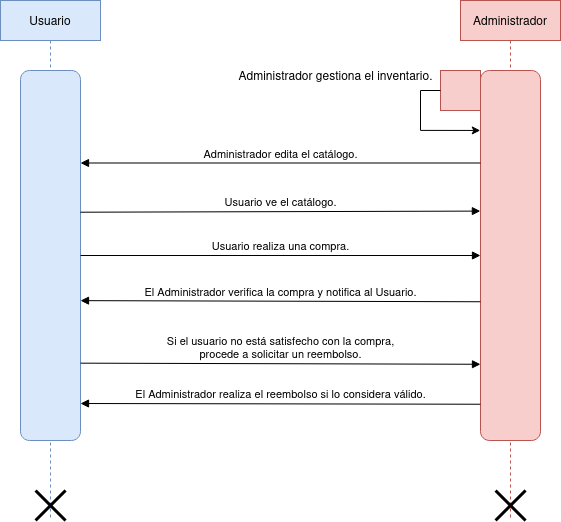 Usuario
Administrador
Administrador gestiona el inventario.
Administrador edita el catálogo.
Usuario ve el catálogo.
Usuario realiza una compra.
El Administrador verifica la compra y notifica al Usuario.
Si el usuario no está satisfecho con la compra,
procede a solicitar un reembolso.
El Administrador realiza el reembolso si lo considera válido.